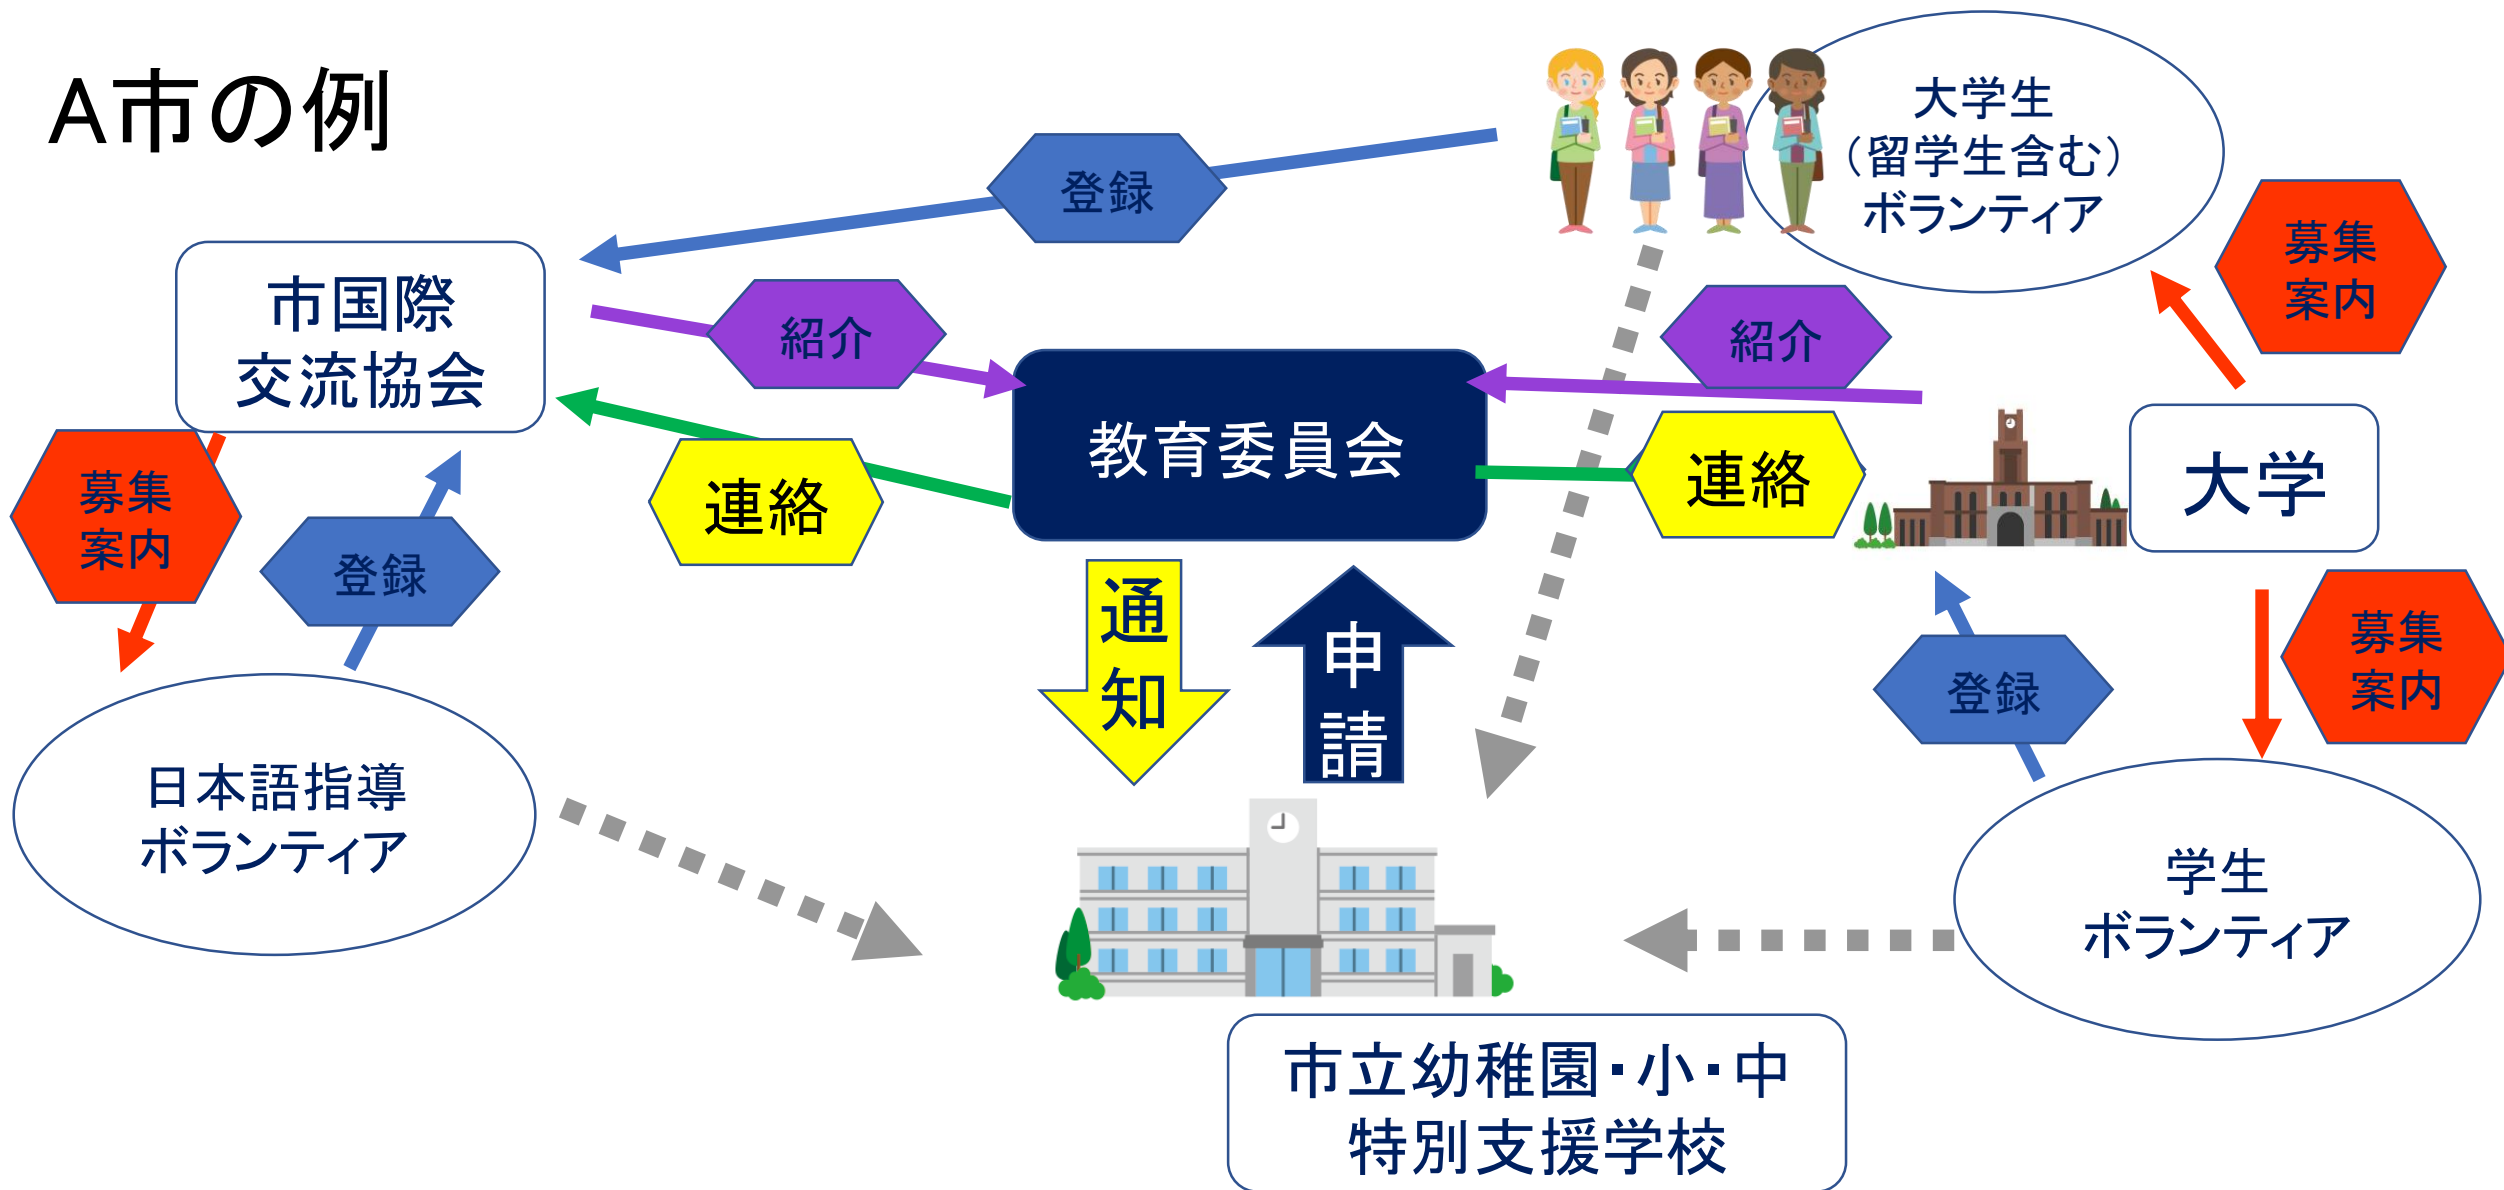 A市の例
大学生
（留学生含む）
ボランティア
登録
募集
案内
市国際
交流協会
紹介
紹介
教育委員会
連絡
連絡
大学
募集
案内
登録
通
知
申
請
募集
案内
登録
日本語指導
ボランティア
学生
ボランティア
市立幼稚園・小・中
特別支援学校